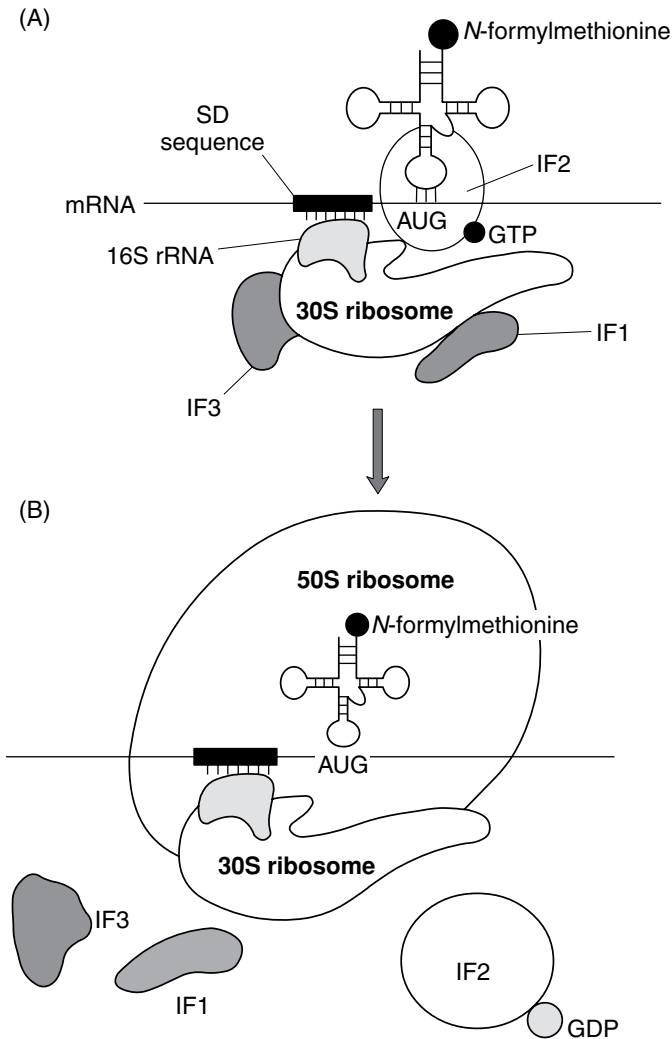 (A)
N-formylmethionine
SD
sequence
IF2
mRNA
AUG
GTP
16S rRNA
30S ribosome
IF1
IF3
(B)
50S ribosome
N-formylmethionine
AUG
30S ribosome
IF3
IF1
IF2
GDP